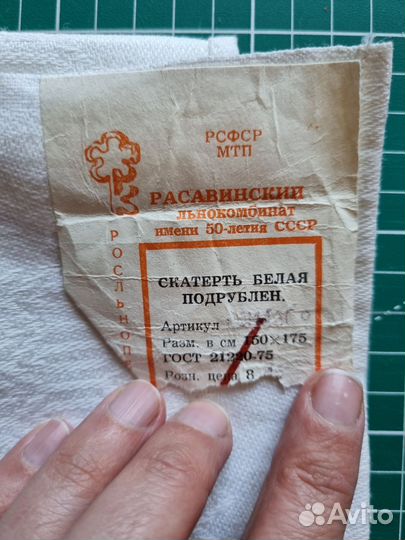 РСФСР
МТП
РАСАВИНСКИЙ
льнокомбинат
имени 50-летия СССР
РОСЛЬНОП
СКАТЕРТЬ БЕЛАЯ
ПОДРУБЛЕН.
Артикул
Разм. в см 150×175
ГОСТ 21220-75
Розн. цена 8
Avito